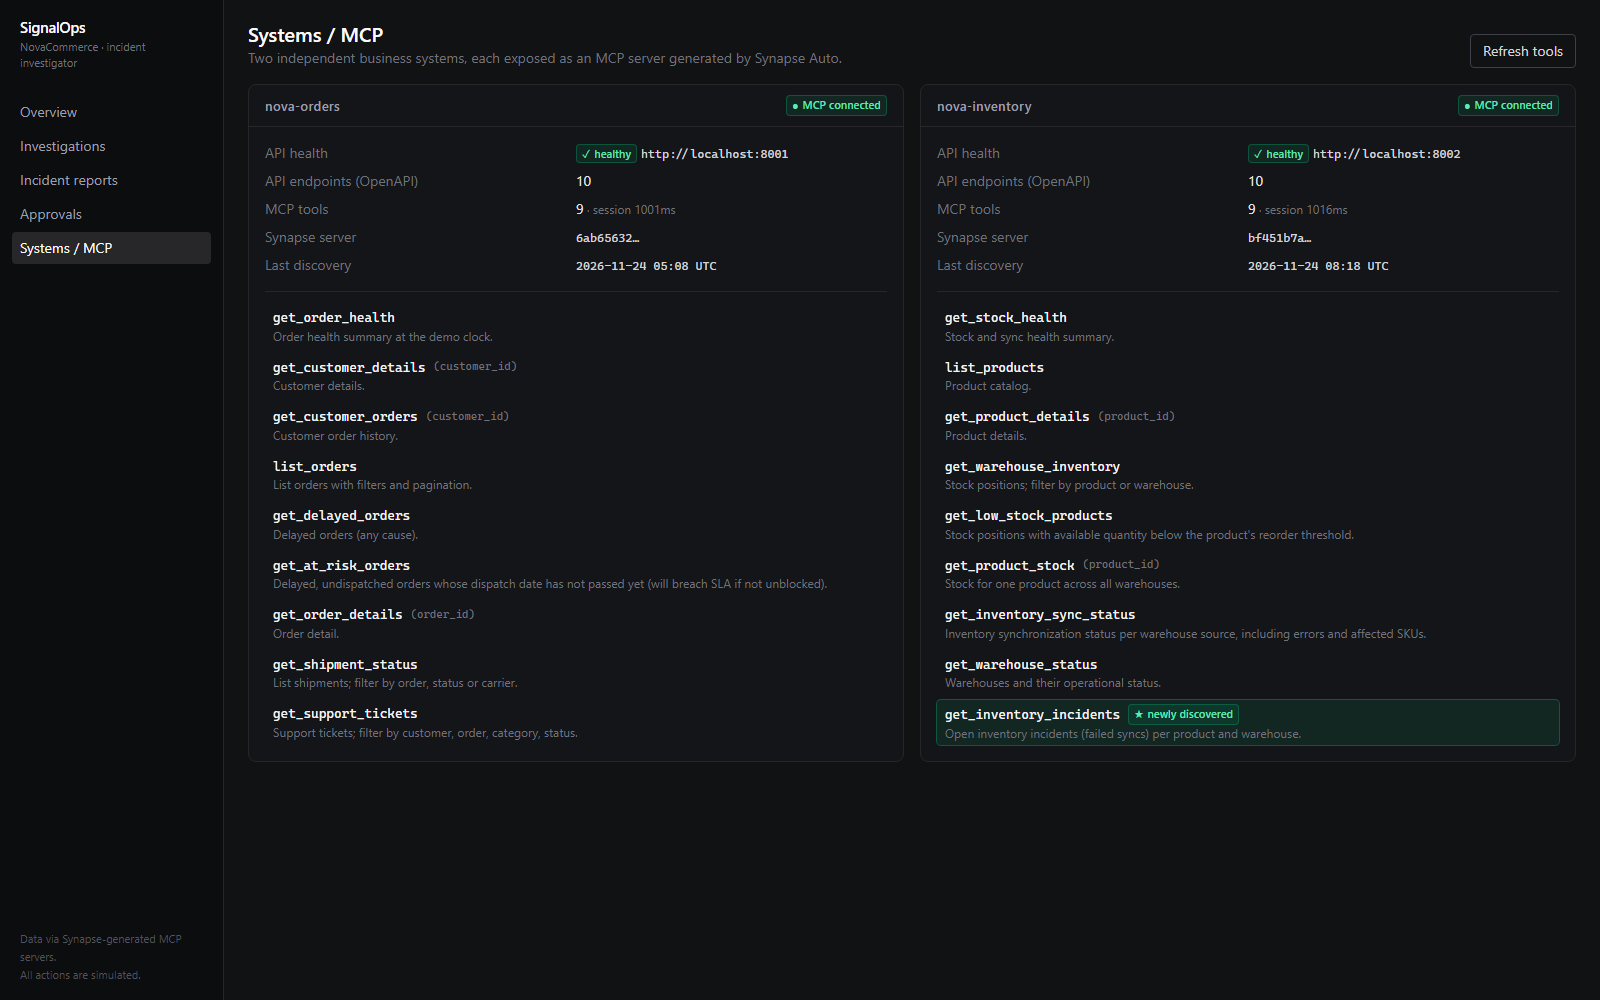 SignalOps
NovaCommerce · incident
investigator
Overview
Investigations
Incident reports
Approvals
Systems / MCP
Data via Synapse-generated MCP
servers.
All actions are simulated.
Systems / MCP
Two independent business systems, each exposed as an MCP server generated by Synapse Auto.
Refresh tools
nova-orders
● MCP connected
API health
✓ healthy http://localhost:8001
API endpoints (OpenAPI)
10
MCP tools
9 · session 1001ms
Synapse server
6ab65632…
Last discovery
2026-11-24 05:08 UTC
get_order_health
Order health summary at the demo clock.
get_customer_details (customer_id)
Customer details.
get_customer_orders (customer_id)
Customer order history.
list_orders
List orders with filters and pagination.
get_delayed_orders
Delayed orders (any cause).
get_at_risk_orders
Delayed, undispatched orders whose dispatch date has not passed yet (will breach SLA if not unblocked).
get_order_details (order_id)
Order detail.
get_shipment_status
List shipments; filter by order, status or carrier.
get_support_tickets
Support tickets; filter by customer, order, category, status.
nova-inventory
● MCP connected
API health
✓ healthy http://localhost:8002
API endpoints (OpenAPI)
10
MCP tools
9 · session 1016ms
Synapse server
bf451b7a…
Last discovery
2026-11-24 08:18 UTC
get_stock_health
Stock and sync health summary.
list_products
Product catalog.
get_product_details (product_id)
Product details.
get_warehouse_inventory
Stock positions; filter by product or warehouse.
get_low_stock_products
Stock positions with available quantity below the product's reorder threshold.
get_product_stock (product_id)
Stock for one product across all warehouses.
get_inventory_sync_status
Inventory synchronization status per warehouse source, including errors and affected SKUs.
get_warehouse_status
Warehouses and their operational status.
get_inventory_incidents ★ newly discovered
Open inventory incidents (failed syncs) per product and warehouse.